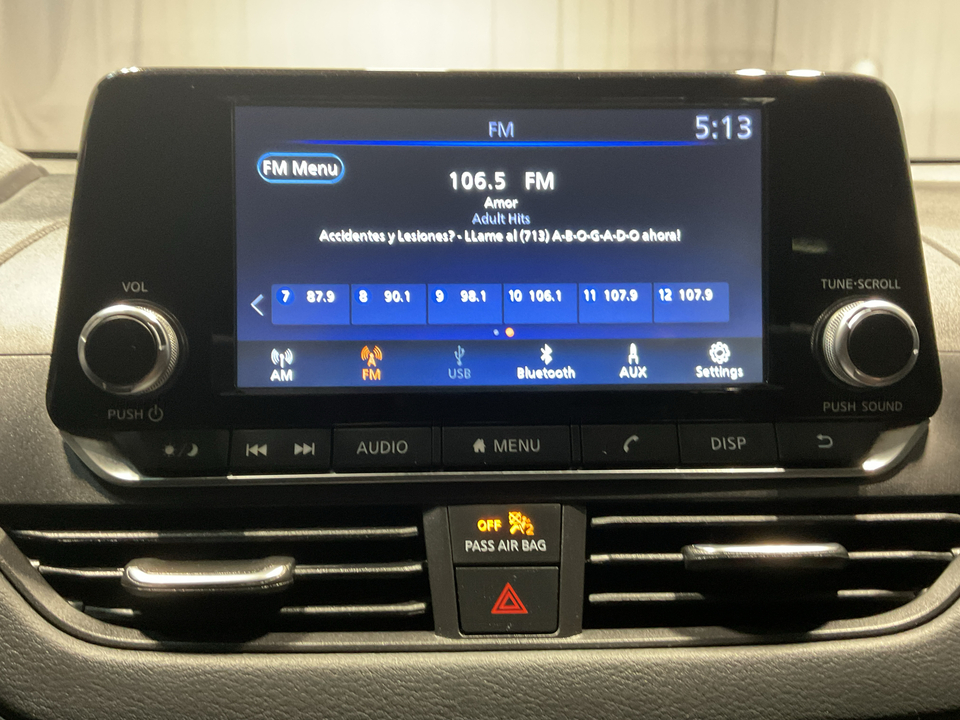 FM
5:13
FM Menu
106.5 FM
Amor
Adult Hits
Accidentes y Lesiones? - LLame al (713) A-B-O-G-A-D-O ahora!
7 87.9
8 90.1
9 98.1
10 106.1
11 107.9
12 107.9
AM
FM
USB
Bluetooth
AUX
Settings
VOL
PUSH
TUNE·SCROLL
PUSH SOUND
AUDIO
MENU
DISP
OFF
2
PASS AIR BAG